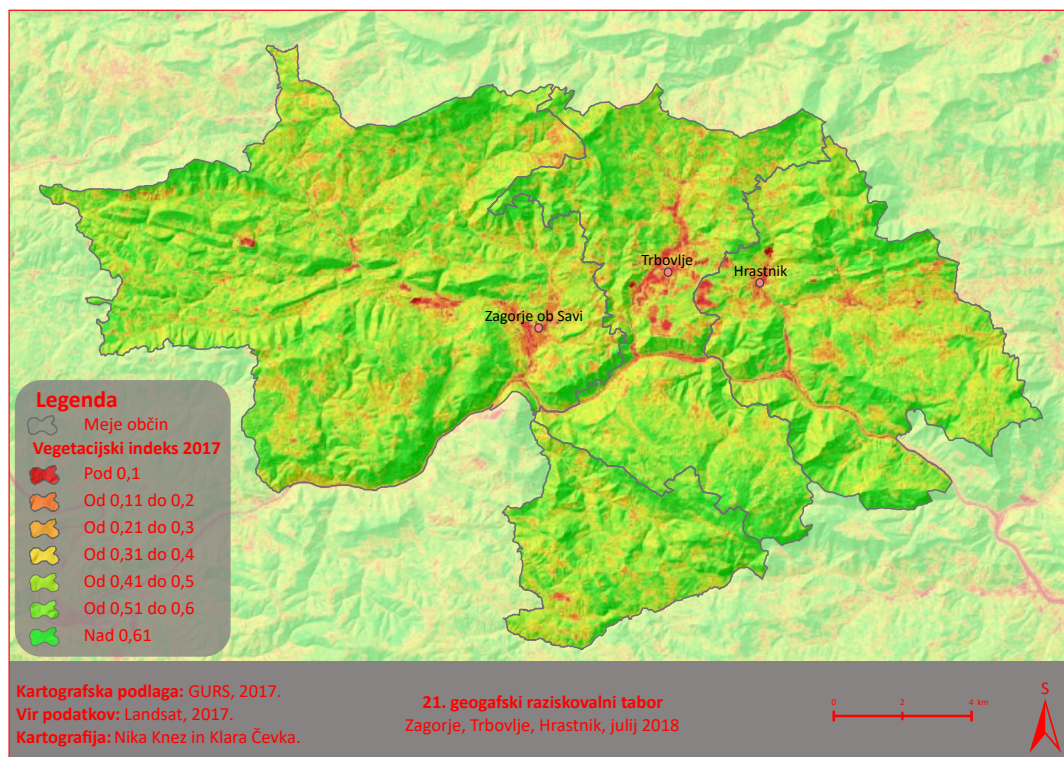 Trbovlje
Hrastnik
Zagorje ob Savi
Legenda
Meje občin
Vegetacijski indeks 2017
Pod 0,1
Od 0,11 do 0,2
Od 0,21 do 0,3
Od 0,31 do 0,4
Od 0,41 do 0,5
Od 0,51 do 0,6
Nad 0,61
Kartografska podlaga: GURS, 2017.
Vir podatkov: Landsat, 2017.
Kartografija: Nika Knez in Klara Čevka.
21. geogafski raziskovalni tabor
Zagorje, Trbovlje, Hrastnik, julij 2018
0 2 4 km
S